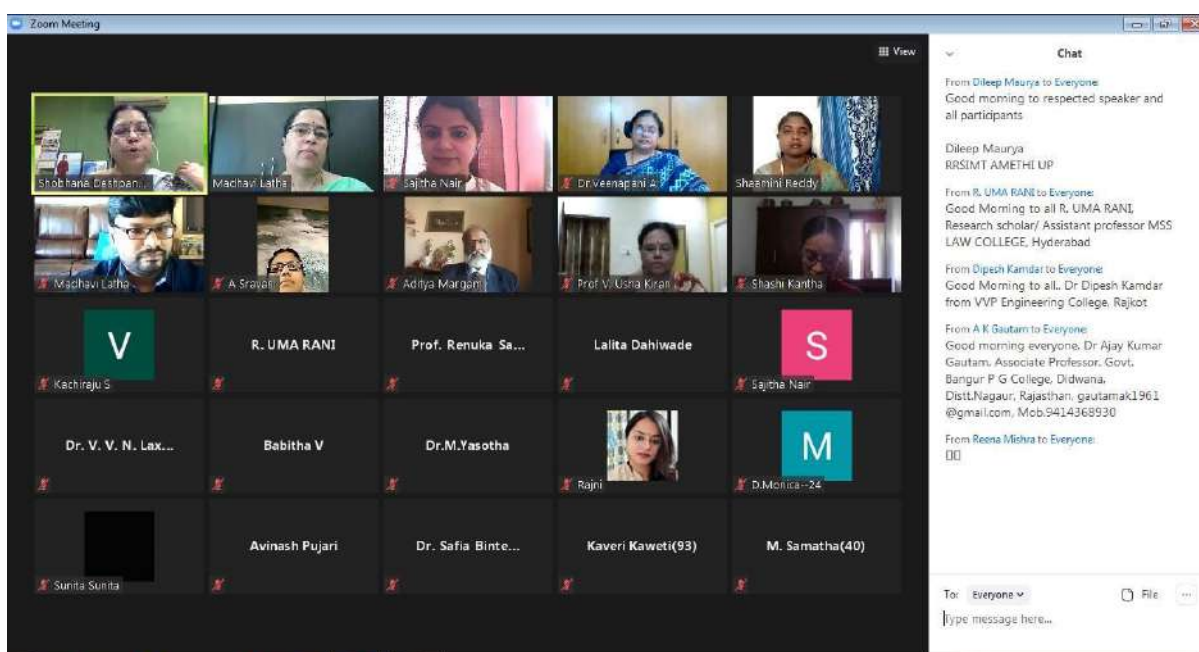 Zoom Meeting
View
Shobhana Deshpan...
Madhavi Latha
Sajitha Nair
Dr.Veenapani A
Shaamini Reddy
Madhavi Latha
A Sravani
Aditya Margam
Prof V. Usha Kiran
Shashi Kantha
V
Kachiraju S
R. UMA RANI
Prof. Renuka Sa...
Lalita Dahiwade
S
Sajitha Nair
Dr. V. V. N. Lax...
Babitha V
Dr.M.Yasotha
Rajni
M
D.Monica--24
Sunita Sunita
Avinash Pujari
Dr. Safia Binte...
Kaveri Kaweti(93)
M. Samatha(40)
Chat
From Dileep Maurya to Everyone:
Good morning to respected speaker and
all participants
Dileep Maurya
RRSIMT AMETHI UP
From R. UMA RANI to Everyone:
Good Morning to all R. UMA RANI,
Research scholar/ Assistant professor MSS
LAW COLLEGE, Hyderabad
From Dipesh Kamdar to Everyone:
Good Morning to all.. Dr Dipesh Kamdar
from VVP Engineering College, Rajkot
From A K Gautam to Everyone:
Good morning everyone. Dr Ajay Kumar
Gautam. Associate Professor. Govt.
Bangur P G College, Didwana.
Distt.Nagaur, Rajasthan. gautamak1961
@gmail.com, Mob.9414368930
From Reena Mishra to Everyone:
To: Everyone
File
Type message here...